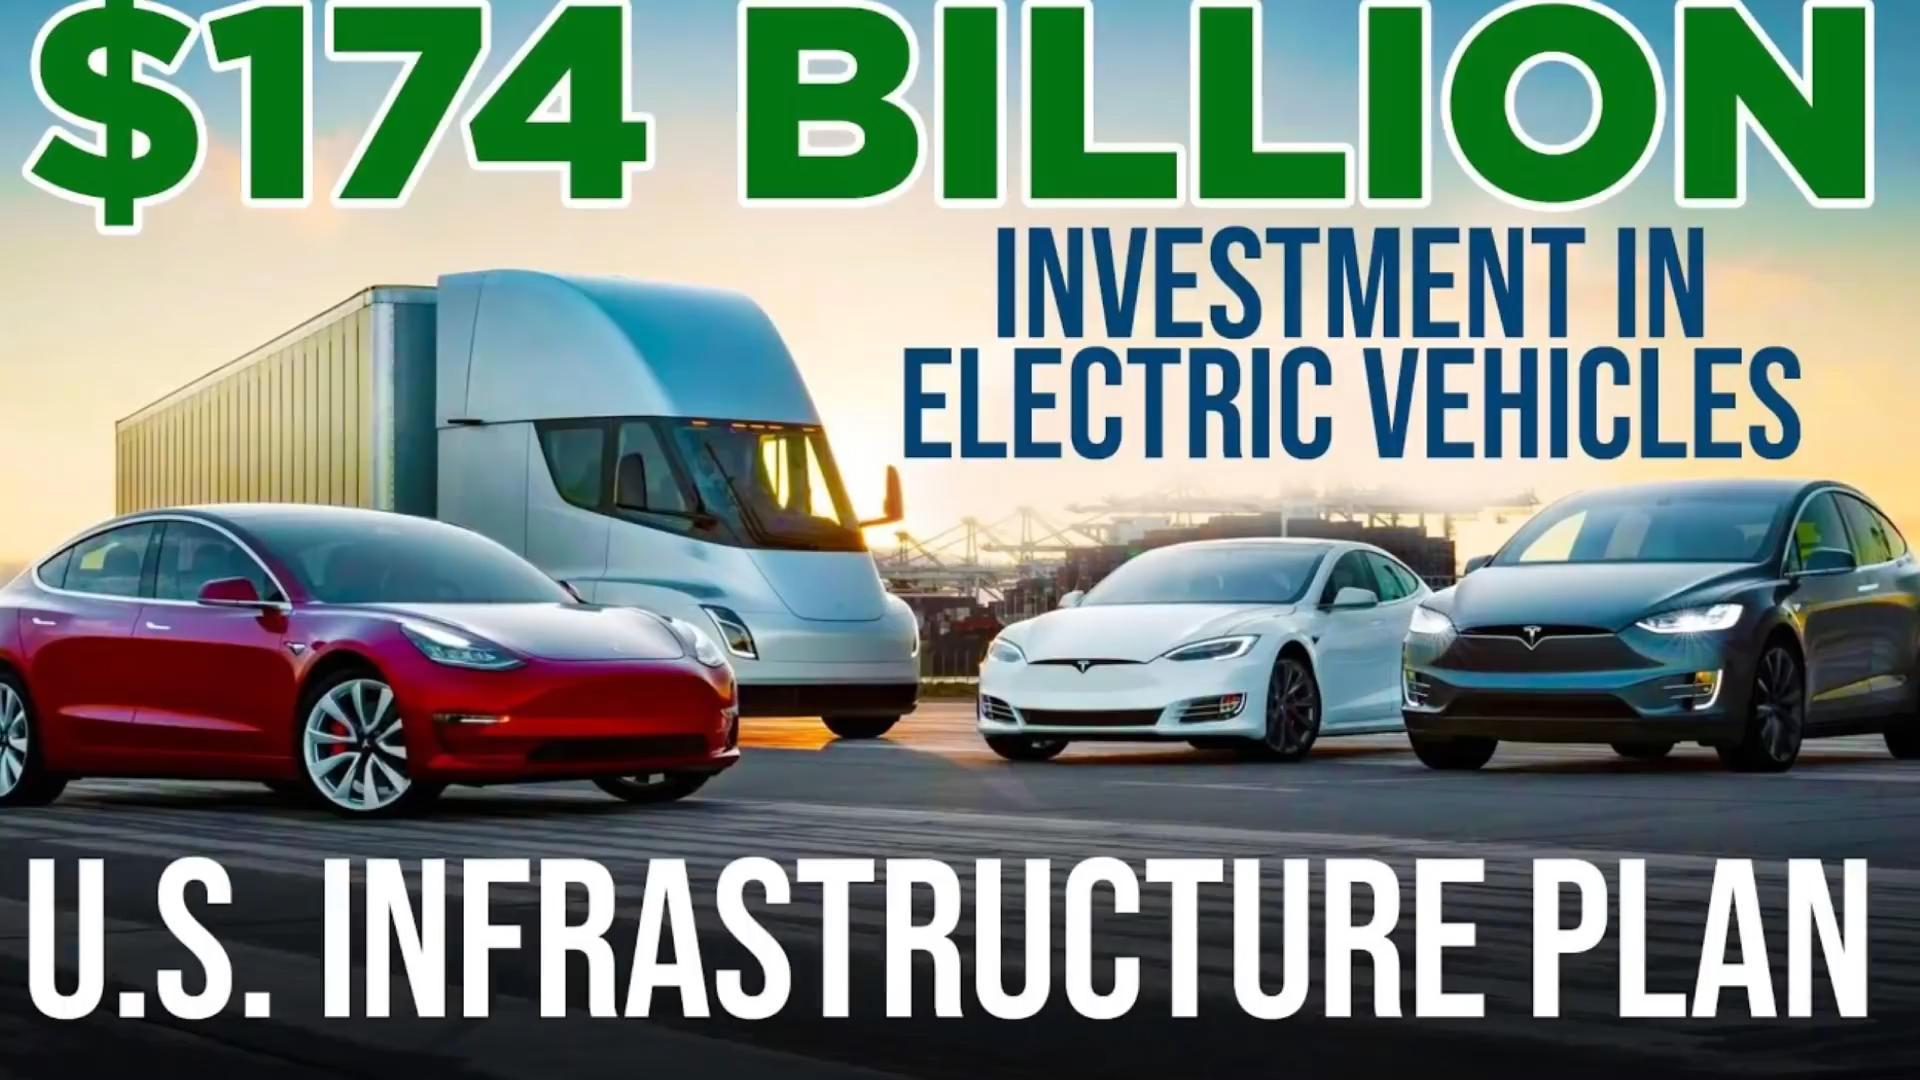 $174 BILLION
INVESTMENT IN
ELECTRIC VEHICLES
U.S. INFRASTRUCTURE PLAN